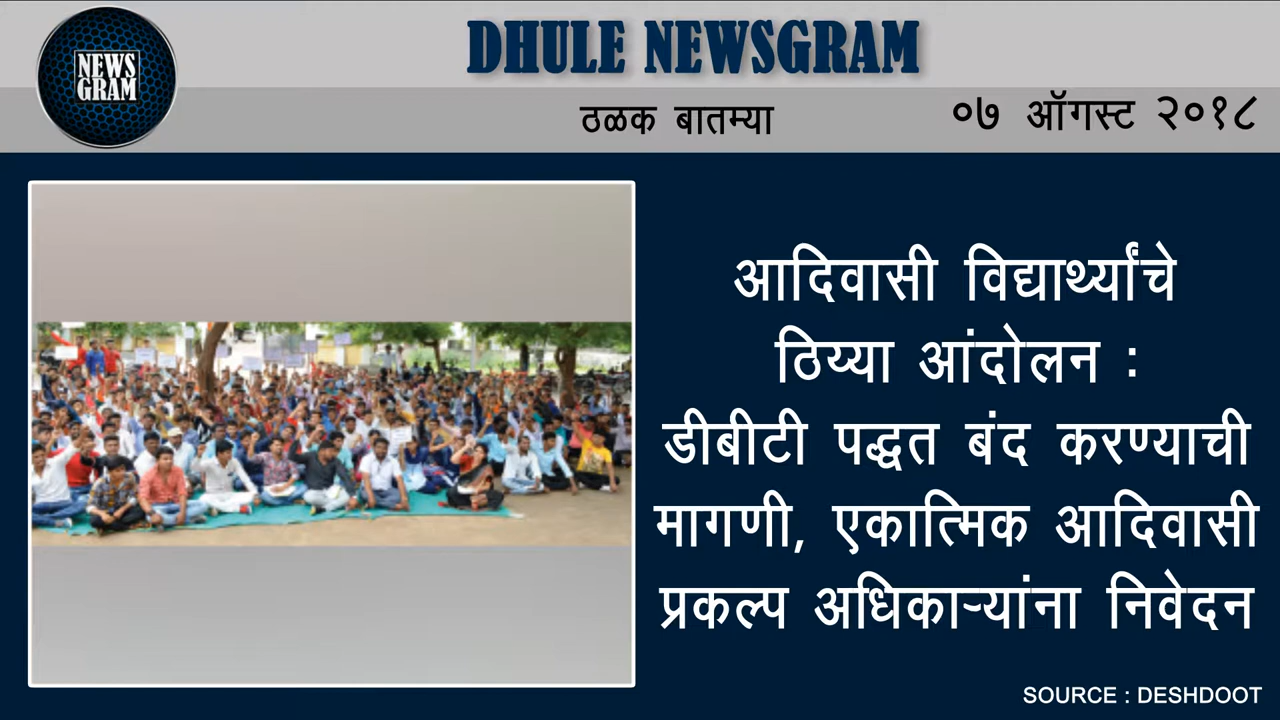 NEWS
GRAM
DHULE NEWSGRAM
ठळक बातम्या
०७ ऑगस्ट २०१८
आदिवासी विद्यार्थ्यांचे
ठिय्या आंदोलन :
डीबीटी पद्धत बंद करण्याची
मागणी, एकात्मिक आदिवासी
प्रकल्प अधिकाऱ्यांना निवेदन
SOURCE : DESHDOOT